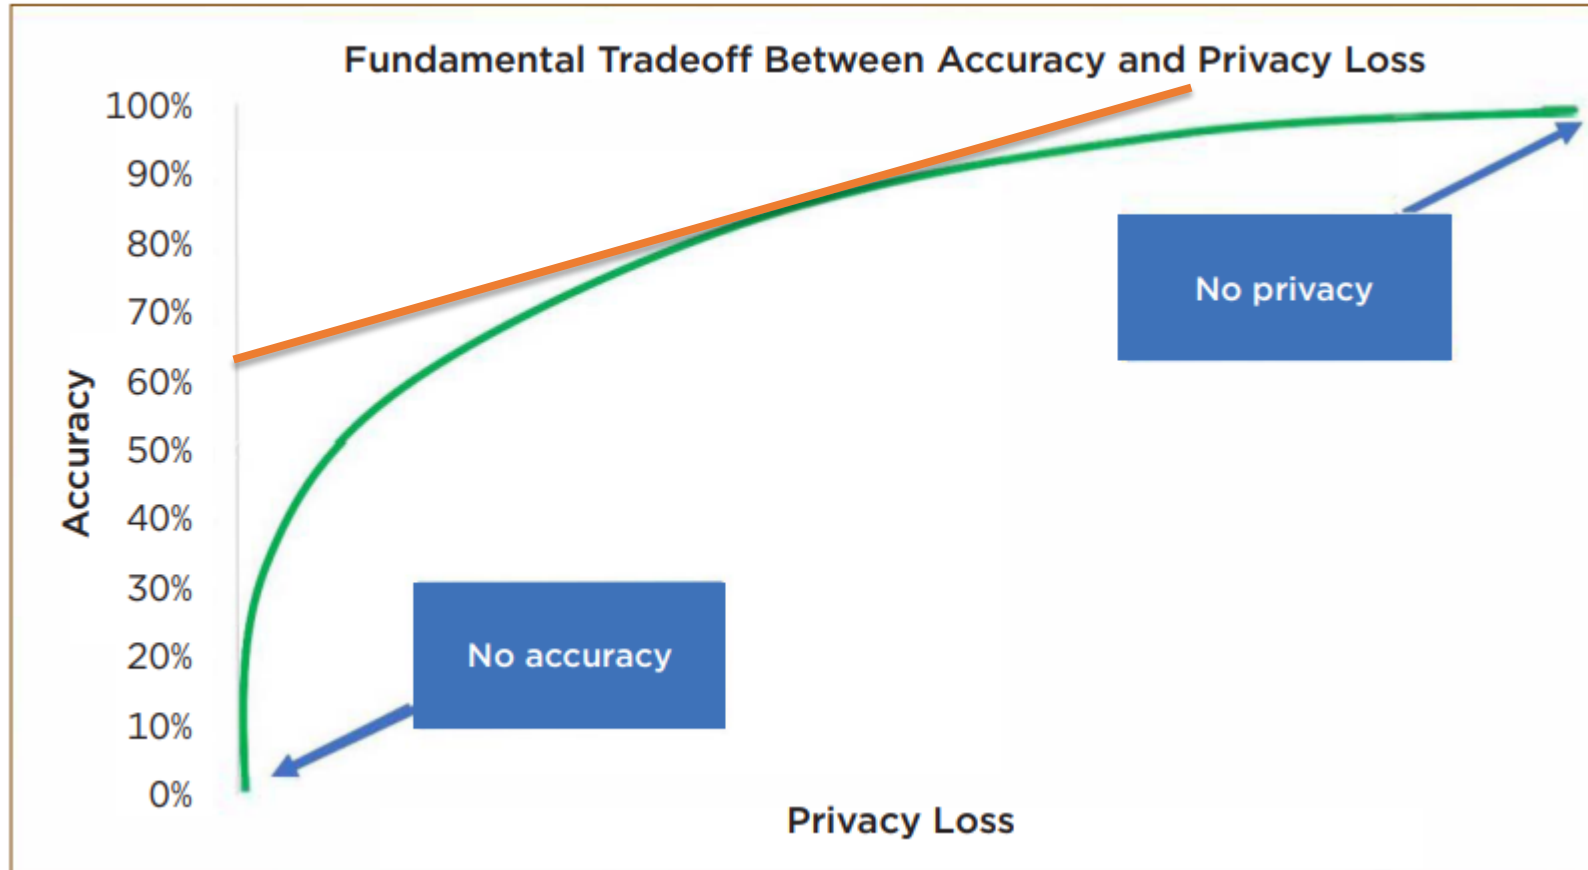 Fundamental Tradeoff Between Accuracy and Privacy Loss
100%
90%
80%
70%
60%
50%
40%
30%
20%
10%
0%
Accuracy
No privacy
No accuracy
Privacy Loss